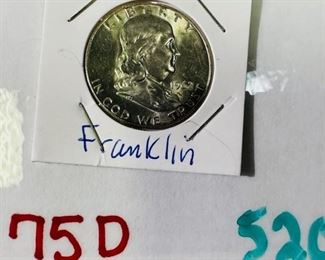 LIBERTY
IN GOD WE TRUST
Franklin
75D 520